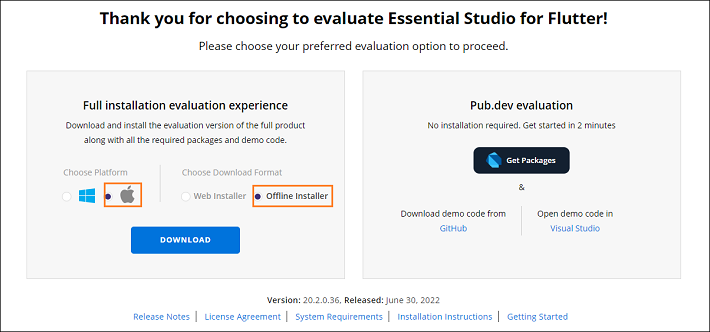 Thank you for choosing to evaluate Essential Studio for Flutter!
Please choose your preferred evaluation option to proceed.
Full installation evaluation experience
Download and install the evaluation version of the full product
along with all the required packages and demo code.
Choose Platform
Choose Download Format
Web Installer
Offline Installer
DOWNLOAD
Pub.dev evaluation
No installation required. Get started in 2 minutes
Get Packages
&
Download demo code from
GitHub
Open demo code in
Visual Studio
Version: 20.2.0.36, Released: June 30, 2022
Release Notes | License Agreement | System Requirements | Installation Instructions | Getting Started